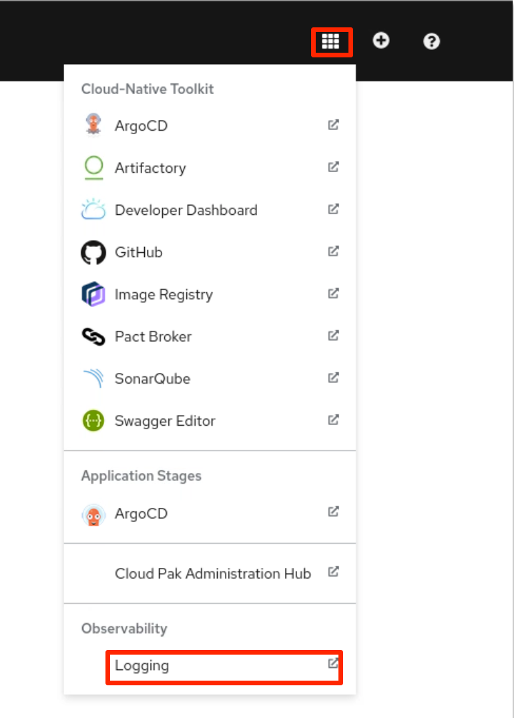 Cloud-Native Toolkit
ArgoCD
Artifactory
Developer Dashboard
GitHub
Image Registry
Pact Broker
SonarQube
Swagger Editor
Application Stages
ArgoCD
Cloud Pak Administration Hub
Observability
Logging